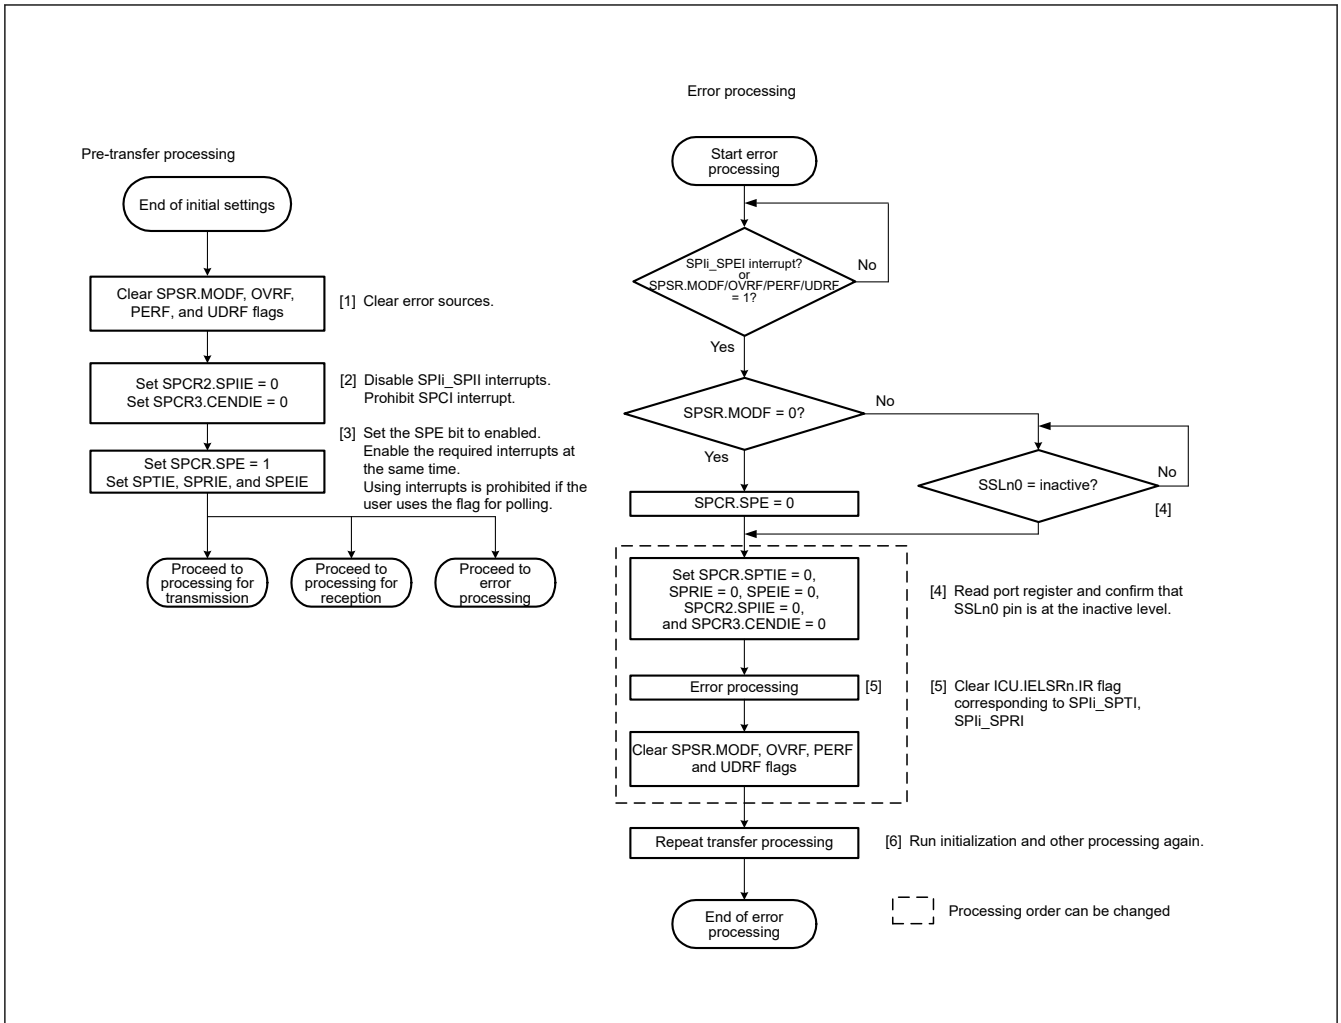 Pre-transfer processing
End of initial settings
Clear SPSR.MODF, OVRF,
PERF, and UDRF flags
[1] Clear error sources.
Set SPCR2.SPIIE = 0
Set SPCR3.CENDIE = 0
[2] Disable SPIi_SPII interrupts.
Prohibit SPCI interrupt.
Set SPCR.SPE = 1
Set SPTIE, SPRIE, and SPEIE
[3] Set the SPE bit to enabled.
Enable the required interrupts at
the same time.
Using interrupts is prohibited if the
user uses the flag for polling.
Proceed to
processing for
transmission
Proceed to
processing for
reception
Proceed to
error
processing
Error processing
Start error
processing
SPIi_SPEI interrupt?
or
SPSR.MODF/OVRF/PERF/UDRF
= 1?
No
Yes
SPSR.MODF = 0?
No
Yes
SSLn0 = inactive?
No
[4]
SPCR.SPE = 0
Set SPCR.SPTIE = 0,
SPRIE = 0, SPEIE = 0,
SPCR2.SPIIE = 0,
and SPCR3.CENDIE = 0
[4] Read port register and confirm that
SSLn0 pin is at the inactive level.
Error processing
[5]
[5] Clear ICU.IELSRn.IR flag
corresponding to SPIi_SPTI,
SPIi_SPRI
Clear SPSR.MODF, OVRF, PERF
and UDRF flags
Repeat transfer processing
[6] Run initialization and other processing again.
End of error
processing
Processing order can be changed